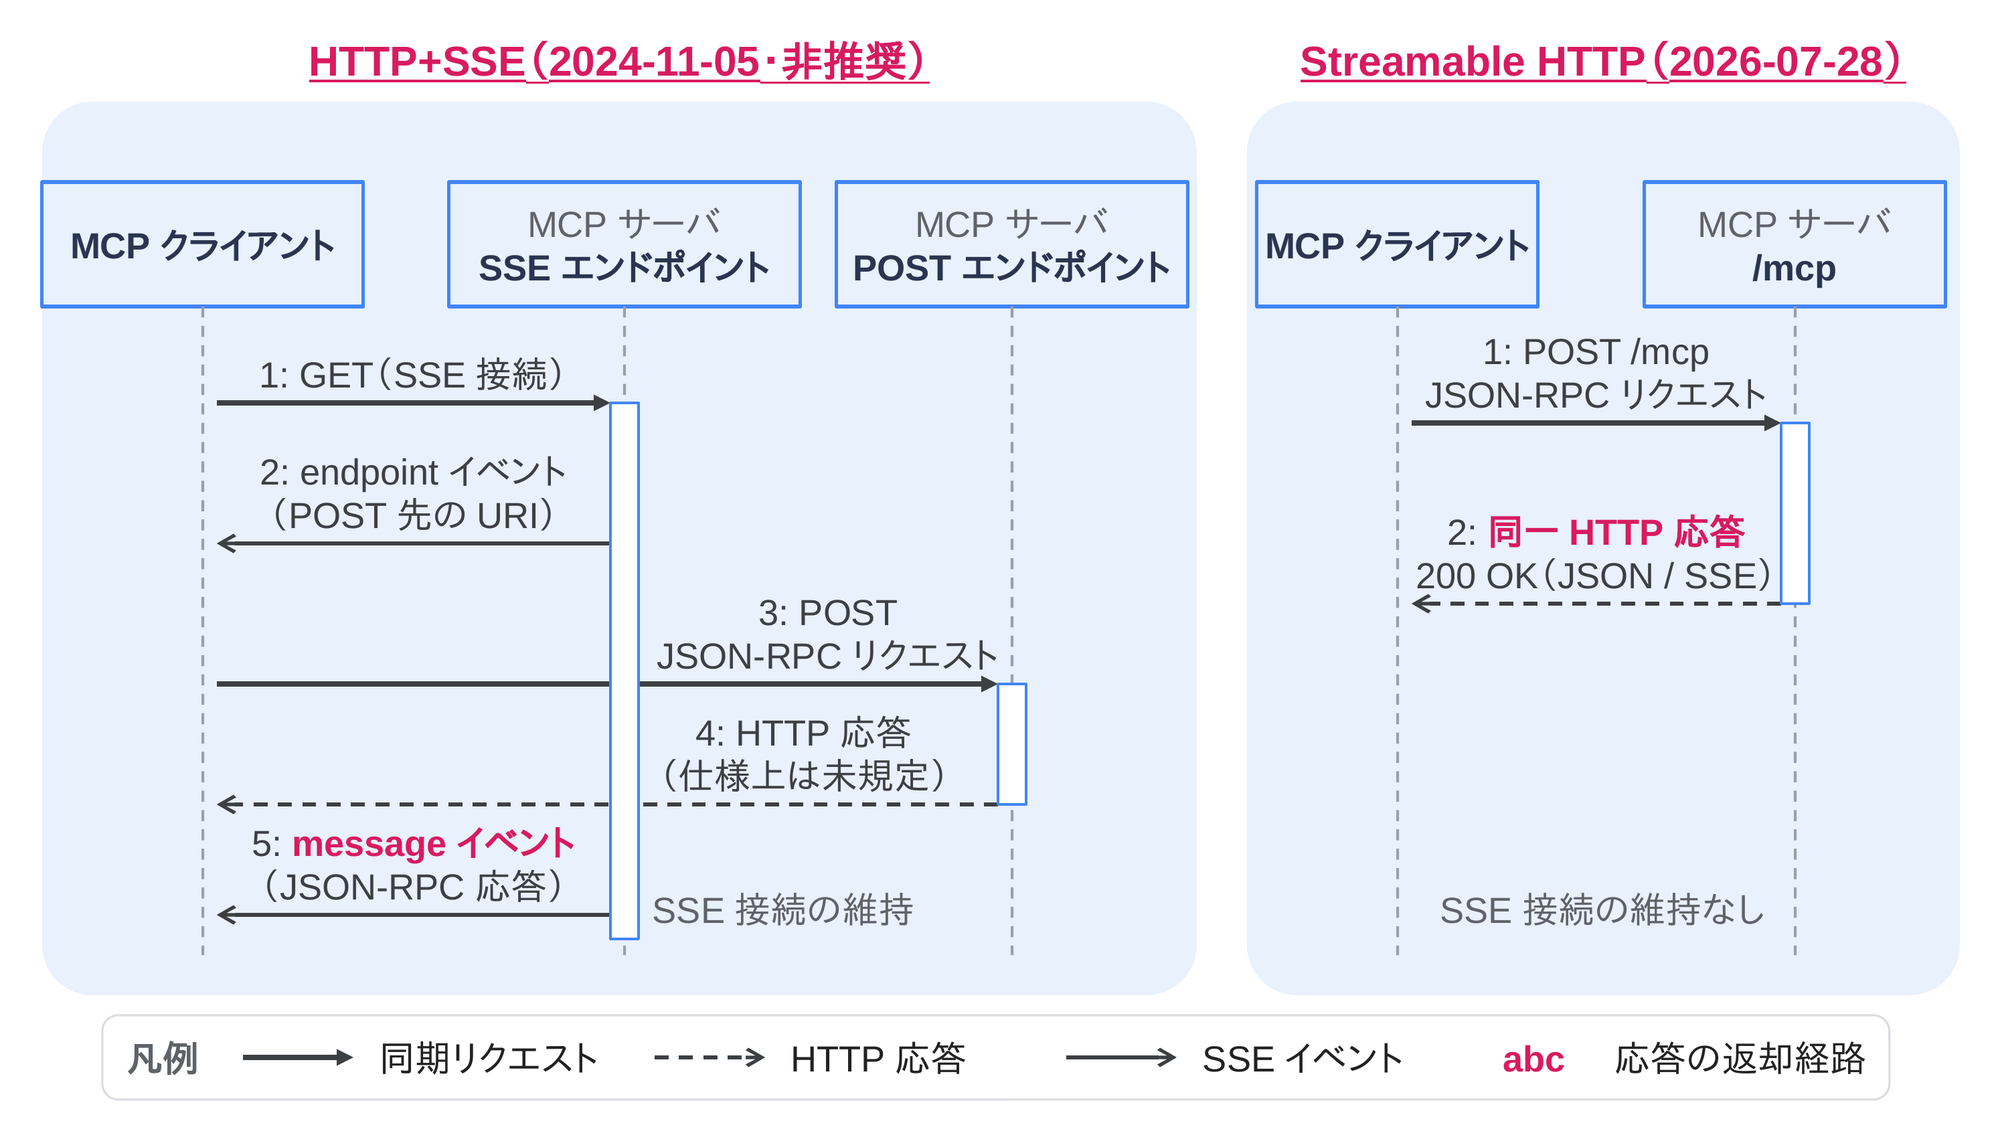 HTTP+SSE（2024-11-05・非推奨）
MCP クライアント
MCP サーバ
SSE エンドポイント
MCP サーバ
POST エンドポイント
1: GET（SSE 接続）
2: endpoint イベント
（POST 先の URI）
3: POST
JSON-RPC リクエスト
4: HTTP 応答
（仕様上は未規定）
5: message イベント
（JSON-RPC 応答）
SSE 接続の維持
Streamable HTTP（2026-07-28）
MCP クライアント
MCP サーバ
/mcp
1: POST /mcp
JSON-RPC リクエスト
2: 同一 HTTP 応答
200 OK（JSON / SSE）
SSE 接続の維持なし
凡例
同期リクエスト
HTTP 応答
SSE イベント
abc
応答の返却経路